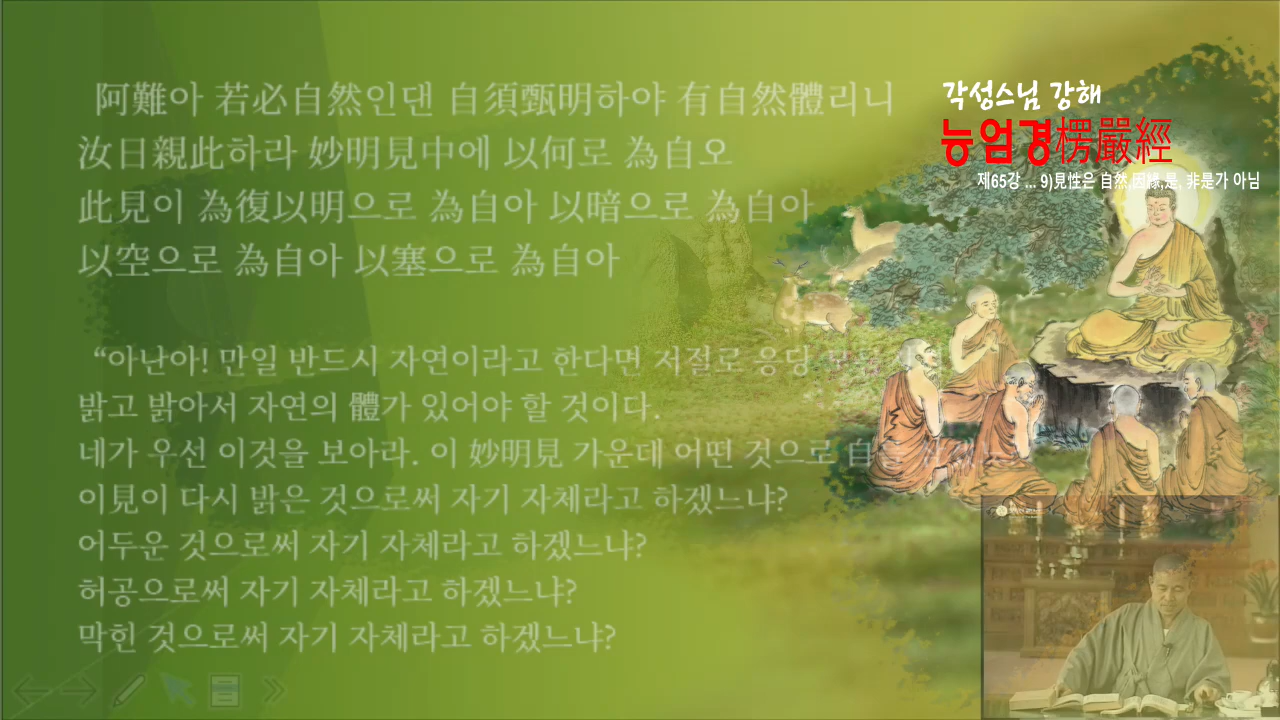 각성스님 강해
능엄경楞嚴經
제65강 ... 9)見性은 自然,因緣,是, 非是가 아님
阿難아 若必自然인댄 自須甄明하야 有自然體리니
汝且親此하라 妙明見中에 以何로 為自오
此見이 為復以明으로 為自아 以暗으로 為自아
以空으로 為自아 以塞으로 為自아
“아난아! 만일 반드시 자연이라고 한다면 저절로 응당
밝고 밝아서 자연의 體가 있어야 할 것이다.
네가 우선 이것을 보아라. 이 妙明見 가운데 어떤 것으로 自를
이見이 다시 밝은 것으로써 자기 자체라고 하겠느냐?
어두운 것으로써 자기 자체라고 하겠느냐?
허공으로써 자기 자체라고 하겠느냐?
막힌 것으로써 자기 자체라고 하겠느냐?